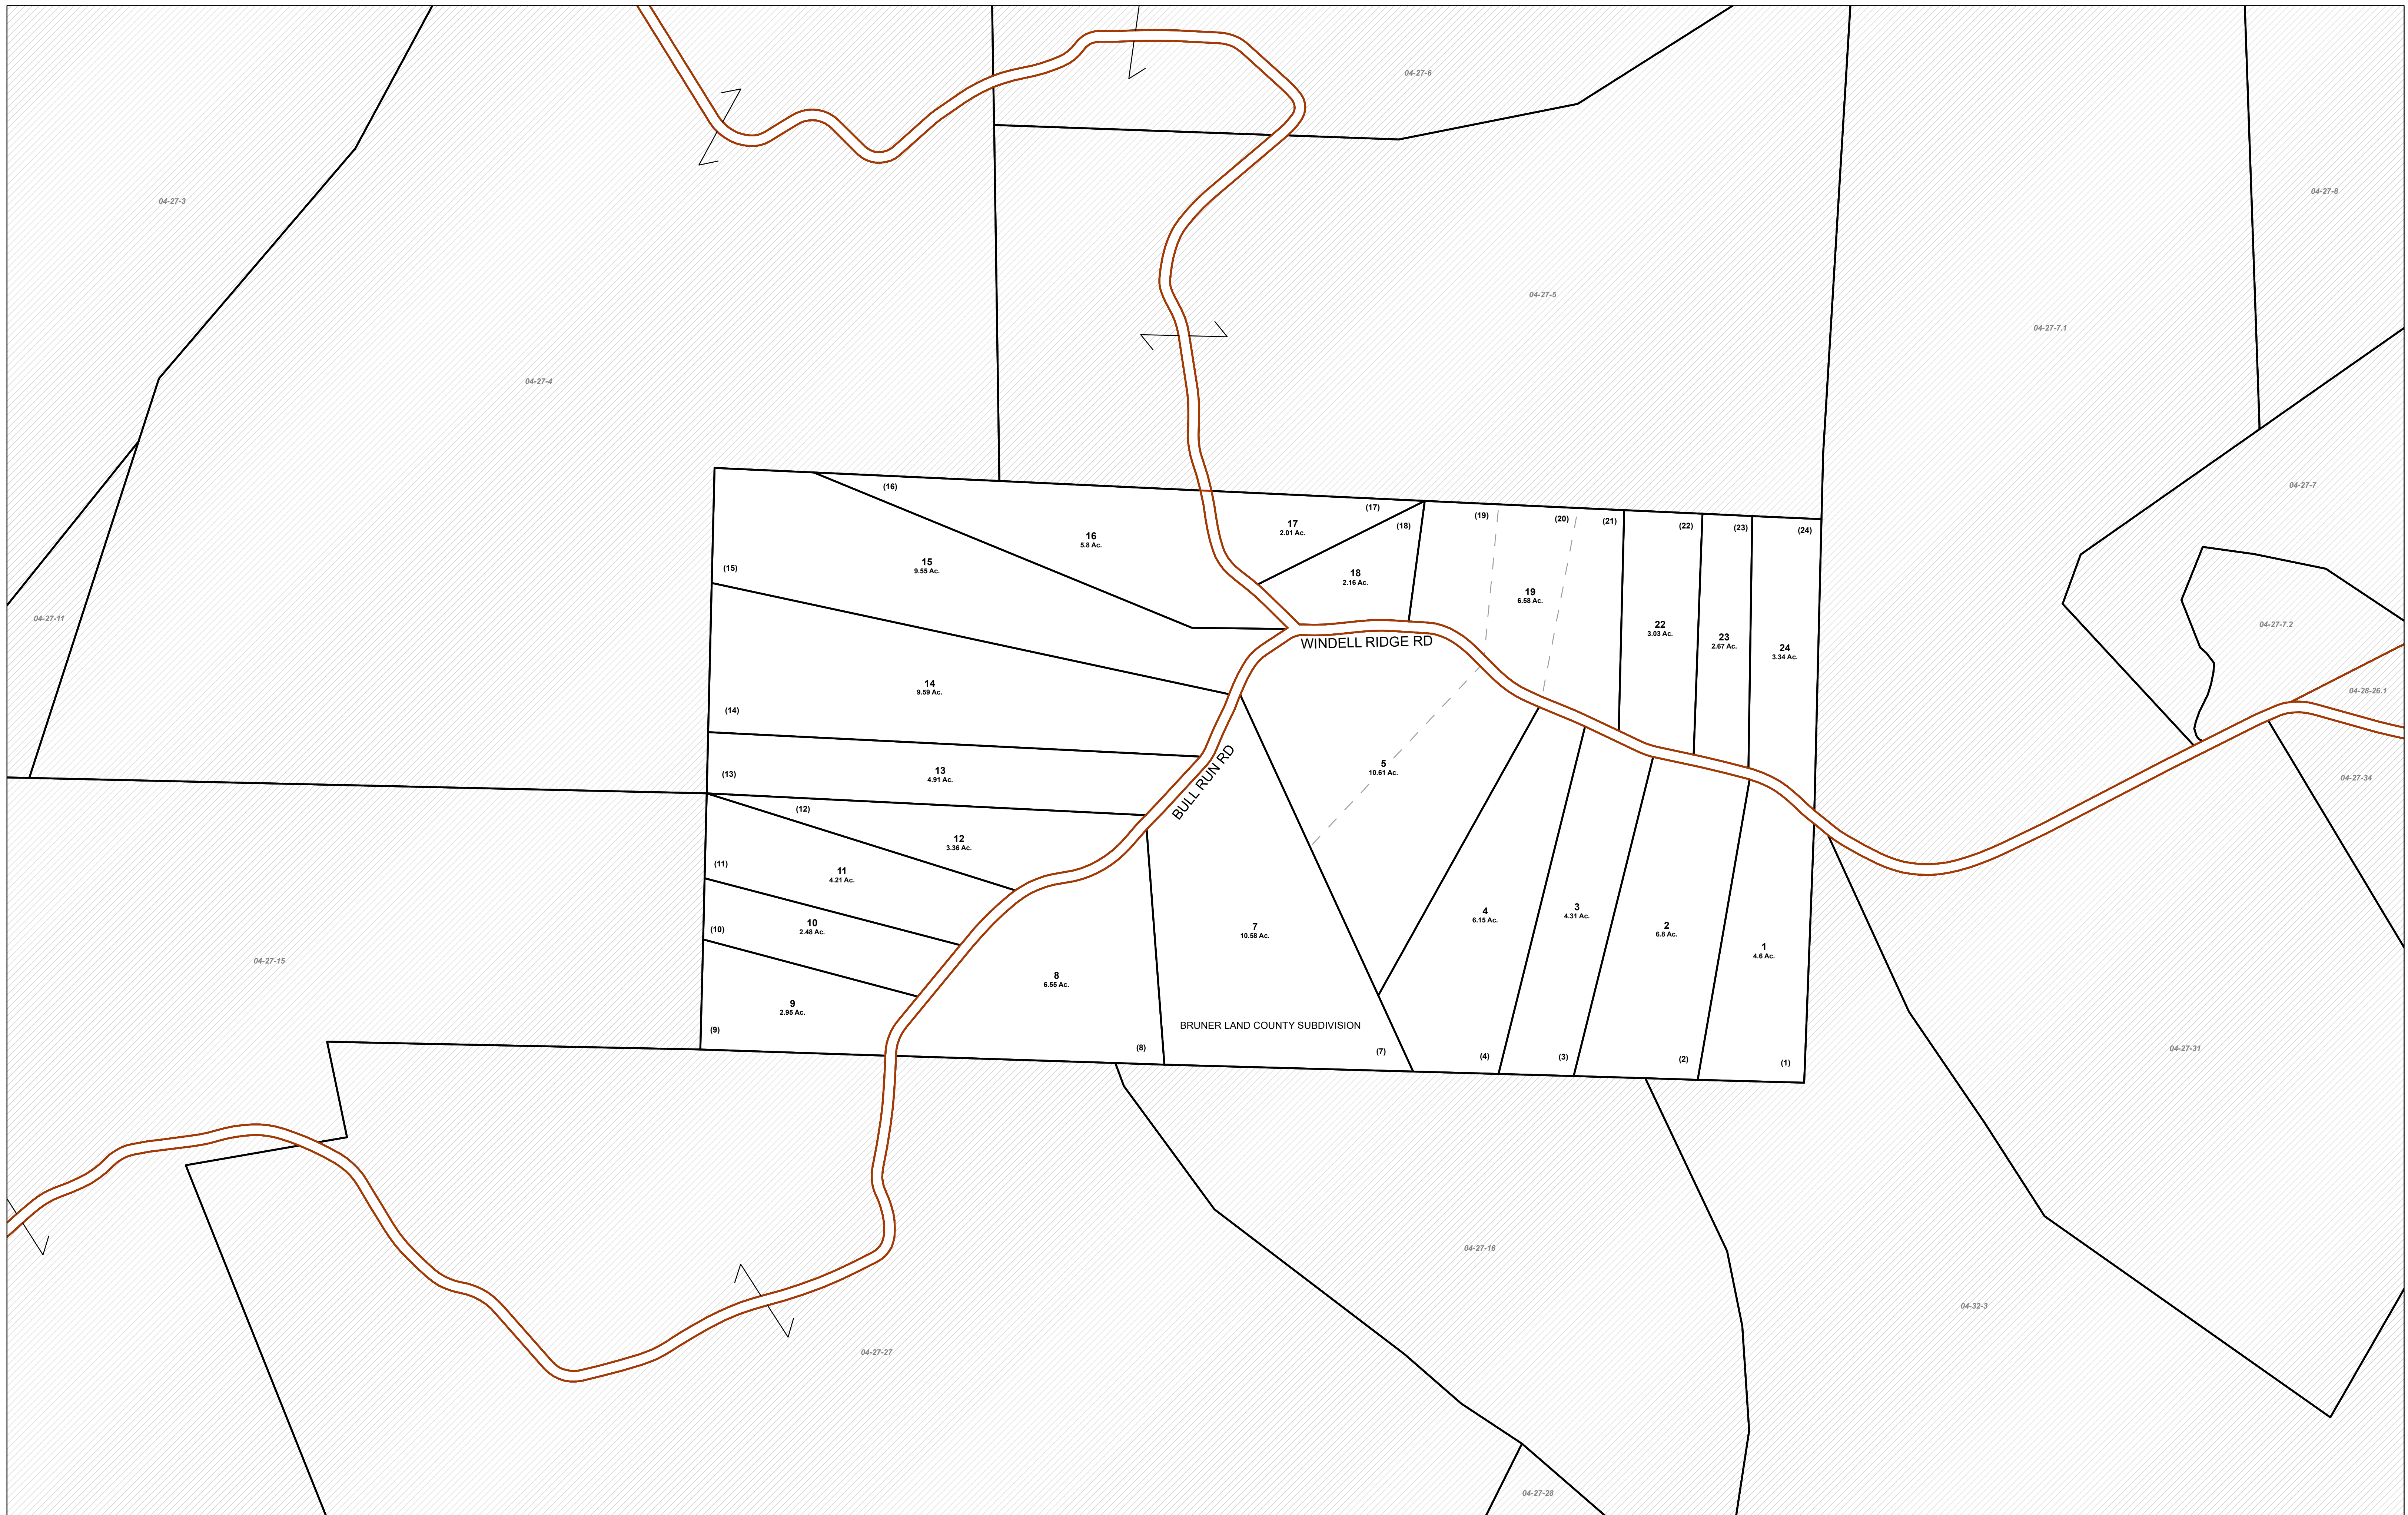 04-27-6
04-27-3
04-27-8
04-27-5
04-27-7.1
04-27-4
04-27-7
(16)
(17)
(19)
(20)
(21)
(22)
(23)
(24)
(18)
17
2.01 Ac.
16
5.8 Ac.
15
9.55 Ac.
(15)
18
2.16 Ac.
19
6.58 Ac.
04-27-11
22
3.03 Ac.
23
2.67 Ac.
24
3.34 Ac.
04-27-7.2
WINDELL RIDGE RD
14
9.59 Ac.
04-28-26.1
(14)
13
4.91 Ac.
(13)
5
10.61 Ac.
BULL RUN RD
04-27-34
(12)
12
3.36 Ac.
(11)
11
4.21 Ac.
10
2.48 Ac.
(10)
7
10.58 Ac.
4
6.15 Ac.
3
4.31 Ac.
2
6.8 Ac.
1
4.6 Ac.
04-27-15
8
6.55 Ac.
9
2.95 Ac.
(9)
BRUNER LAND COUNTY SUBDIVISION
(8)
(7)
(4)
(3)
(2)
(1)
04-27-31
04-27-16
04-32-3
04-27-27
04-27-28